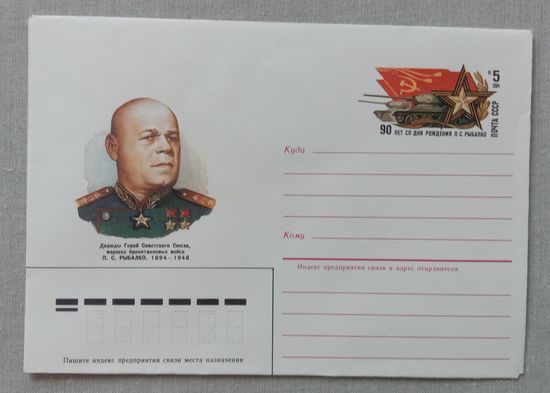 к 5
1984
ПОЧТА СССР
90 ЛЕТ СО ДНЯ РОЖДЕНИЯ П. С. РЫБАЛКО
Куда
Кому
Индекс предприятия связи и адрес отправителя
Дважды Герой Советского Союза,
маршал бронетанковых войск
П. С. РЫБАЛКО. 1894—1948
Пишите индекс предприятия связи места назначения